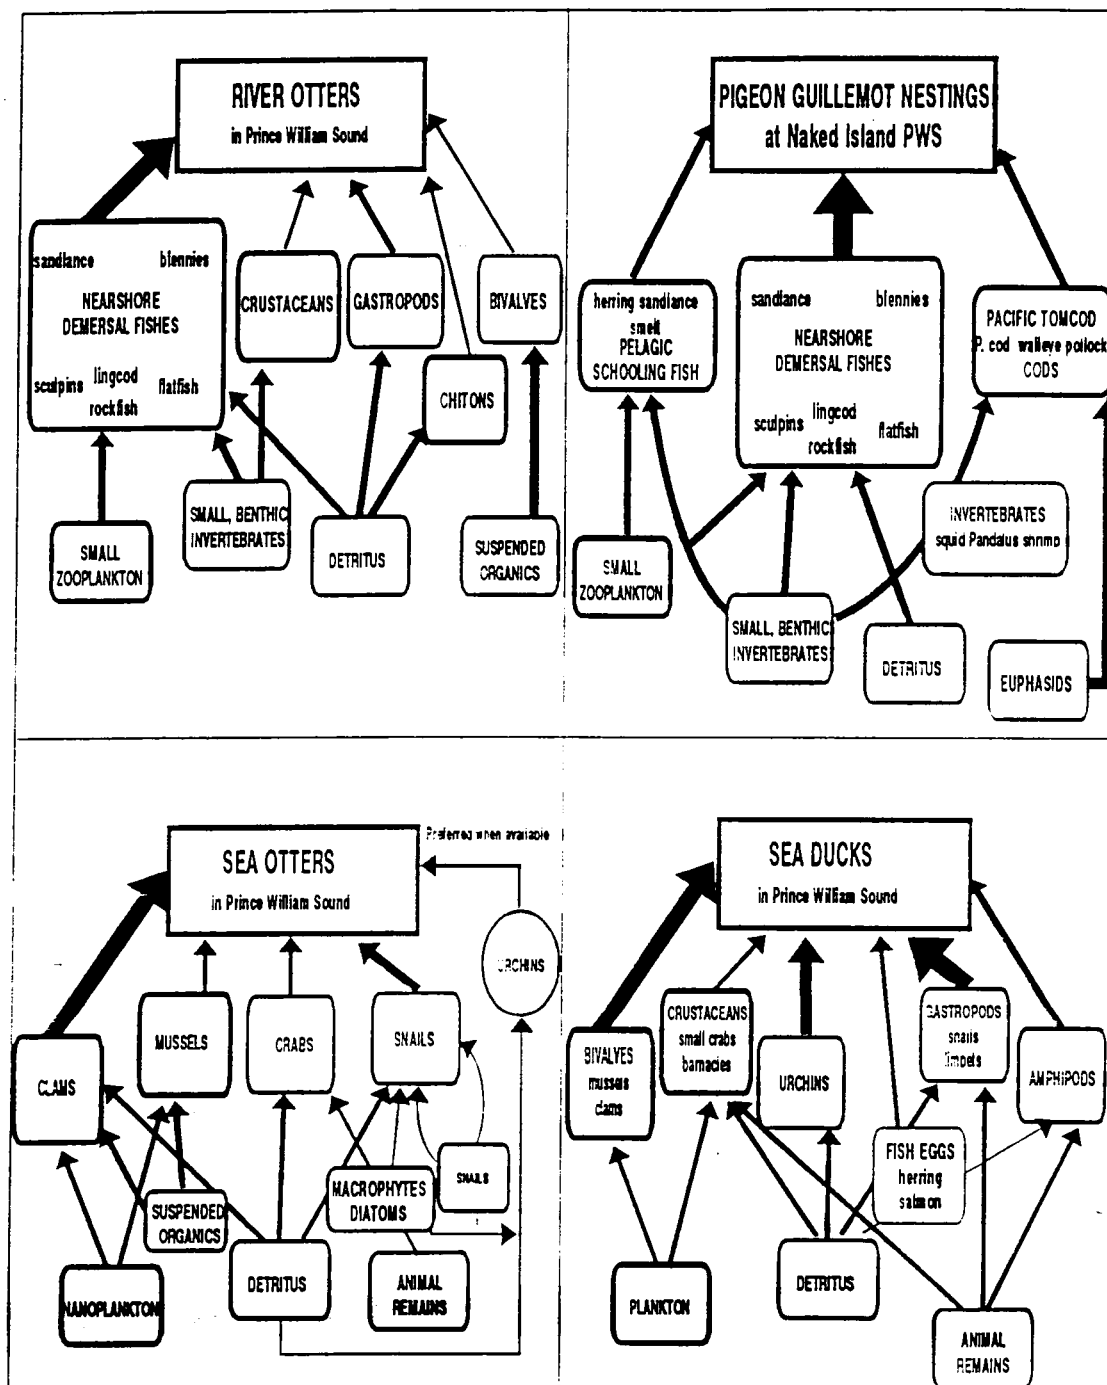 RIVER OTTERS
in Prince William Sound
sandlance blennies
NEARSHORE
DEMERSAL FISHES
sculpins lingcod flatfish
rockfish
CRUSTACEANS
GASTROPODS
BIVALVES
CHITONS
SMALL
ZOOPLANKTON
SMALL, BENTHIC
INVERTEBRATES
DETRITUS
SUSPENDED
ORGANICS
PIGEON GUILLEMOT NESTINGS
at Naked Island PWS
herring sandlance
smelt
PELAGIC
SCHOOLING FISH
sandlance blennies
NEARSHORE
DEMERSAL FISHES
sculpins lingcod flatfish
rockfish
PACIFIC TOMCOD
P. cod walleye pollock
CODS
INVERTEBRATES
squid Pandalus shrimp
SMALL
ZOOPLANKTON
SMALL, BENTHIC
INVERTEBRATES
DETRITUS
EUPHASIDS
SEA OTTERS
in Prince William Sound
Preferred when available
URCHINS
CLAMS
MUSSELS
CRABS
SNAILS
SNAILS
SUSPENDED
ORGANICS
MACROPHYTES
DIATOMS
NANOPLANKTON
DETRITUS
ANIMAL
REMAINS
SEA DUCKS
in Prince William Sound
BIVALVES
mussels
clams
CRUSTACEANS
small crabs
barnacles
URCHINS
GASTROPODS
snails
limpets
AMPHIPODS
FISH EGGS
herring
salmon
PLANKTON
DETRITUS
ANIMAL
REMAINS